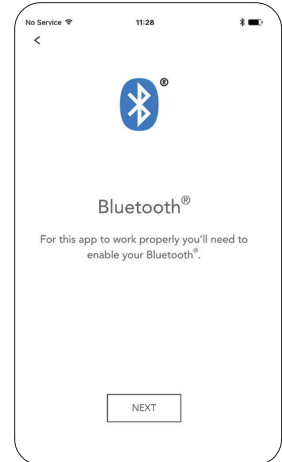 No Service 11:28
<
®
Bluetooth®
For this app to work properly you'll need to
enable your Bluetooth®.
NEXT